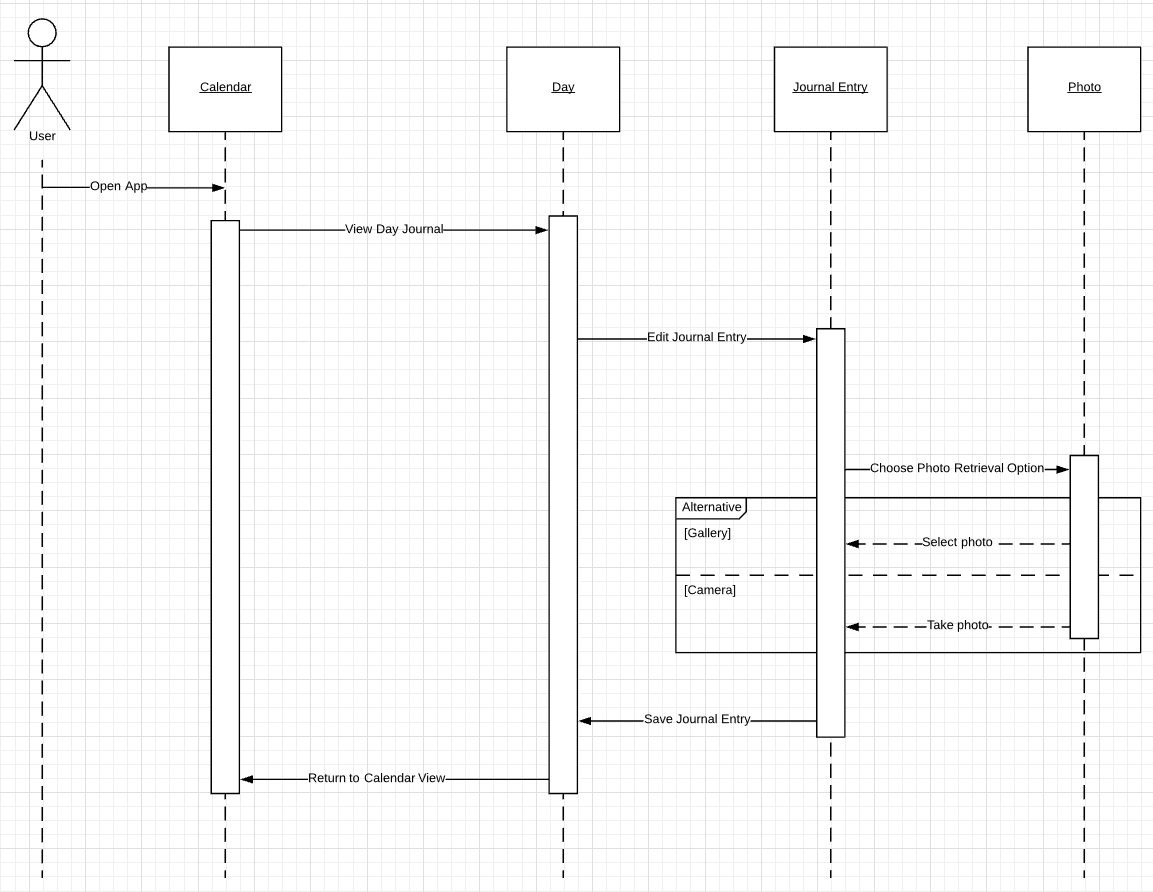 User
Calendar
Day
Journal Entry
Photo
Open App
View Day Journal
Edit Journal Entry
Choose Photo Retrieval Option
Alternative
[Gallery]
Select photo
[Camera]
Take photo
Save Journal Entry
Return to Calendar View